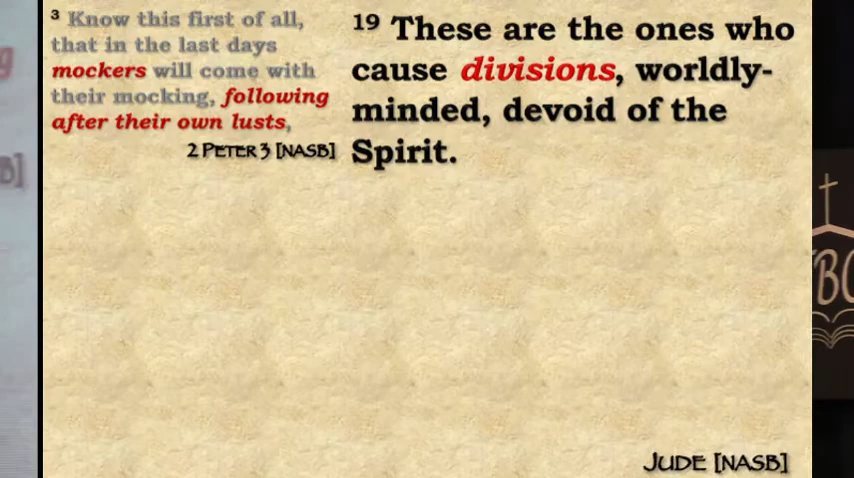 3 Know this first of all,
that in the last days
mockers will come with
their mocking, following
after their own lusts,
2 PETER 3 [NASB]
19 These are the ones who
cause divisions, worldly-
minded, devoid of the
Spirit.
JUDE [NASB]
g
B]
BC